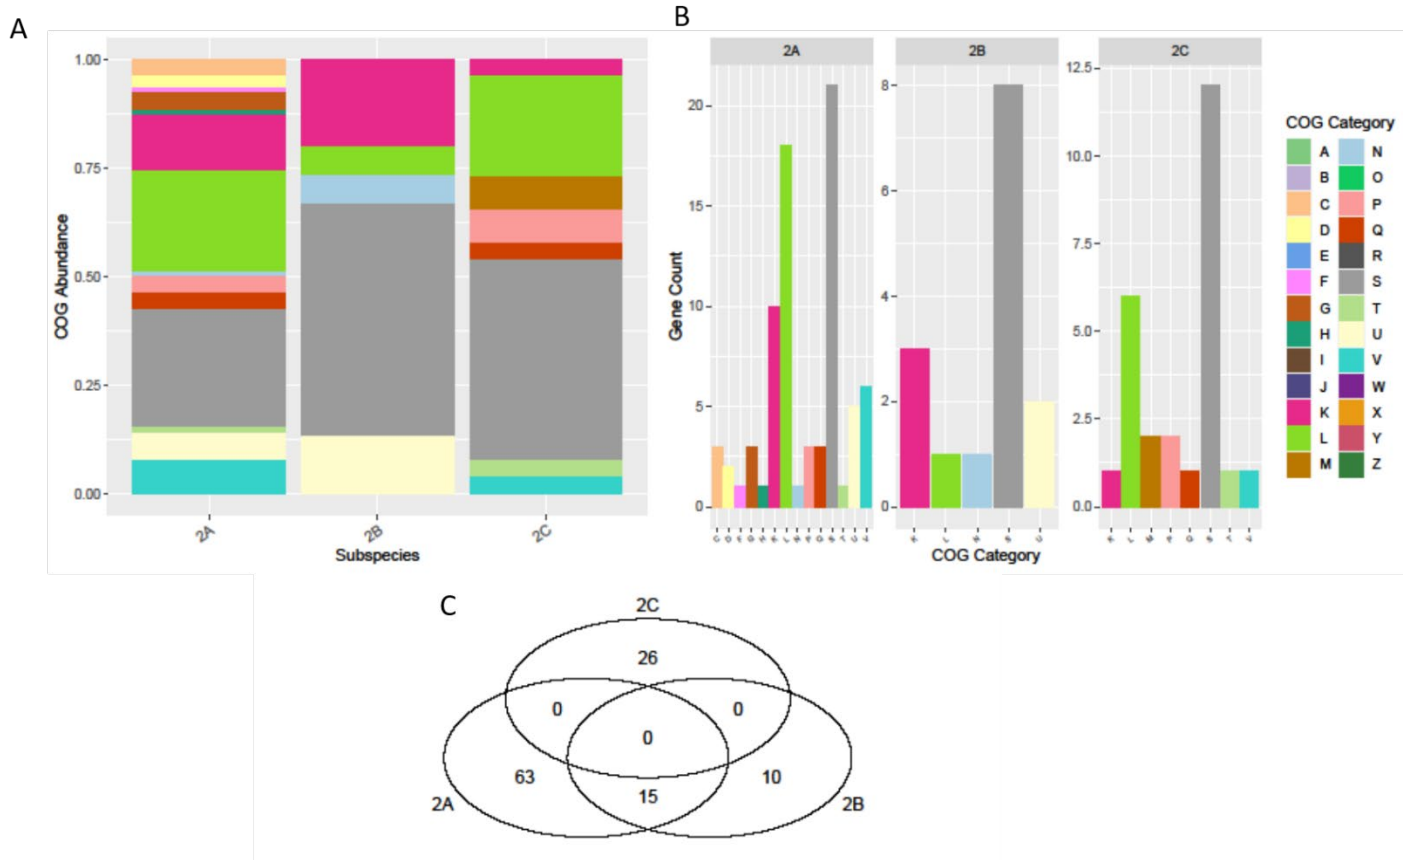 A
B
1.00
0.75
0.50
0.25
0.00
COG Abundance
2A
2B
2C
Subspecies
2A
2B
2C
Gene Count
20
15
10
5
0
8
6
4
2
0
12.5
10.0
7.5
5.0
2.5
0.0
C D F G H K L N P Q S T U V
K L N S U
K L M P Q S T V
COG Category
COG Category
A N
B O
C P
D Q
E R
F S
G T
H U
I V
J W
K X
L Y
M Z
C
2C
26
0
0
0
63
10
15
2A
2B